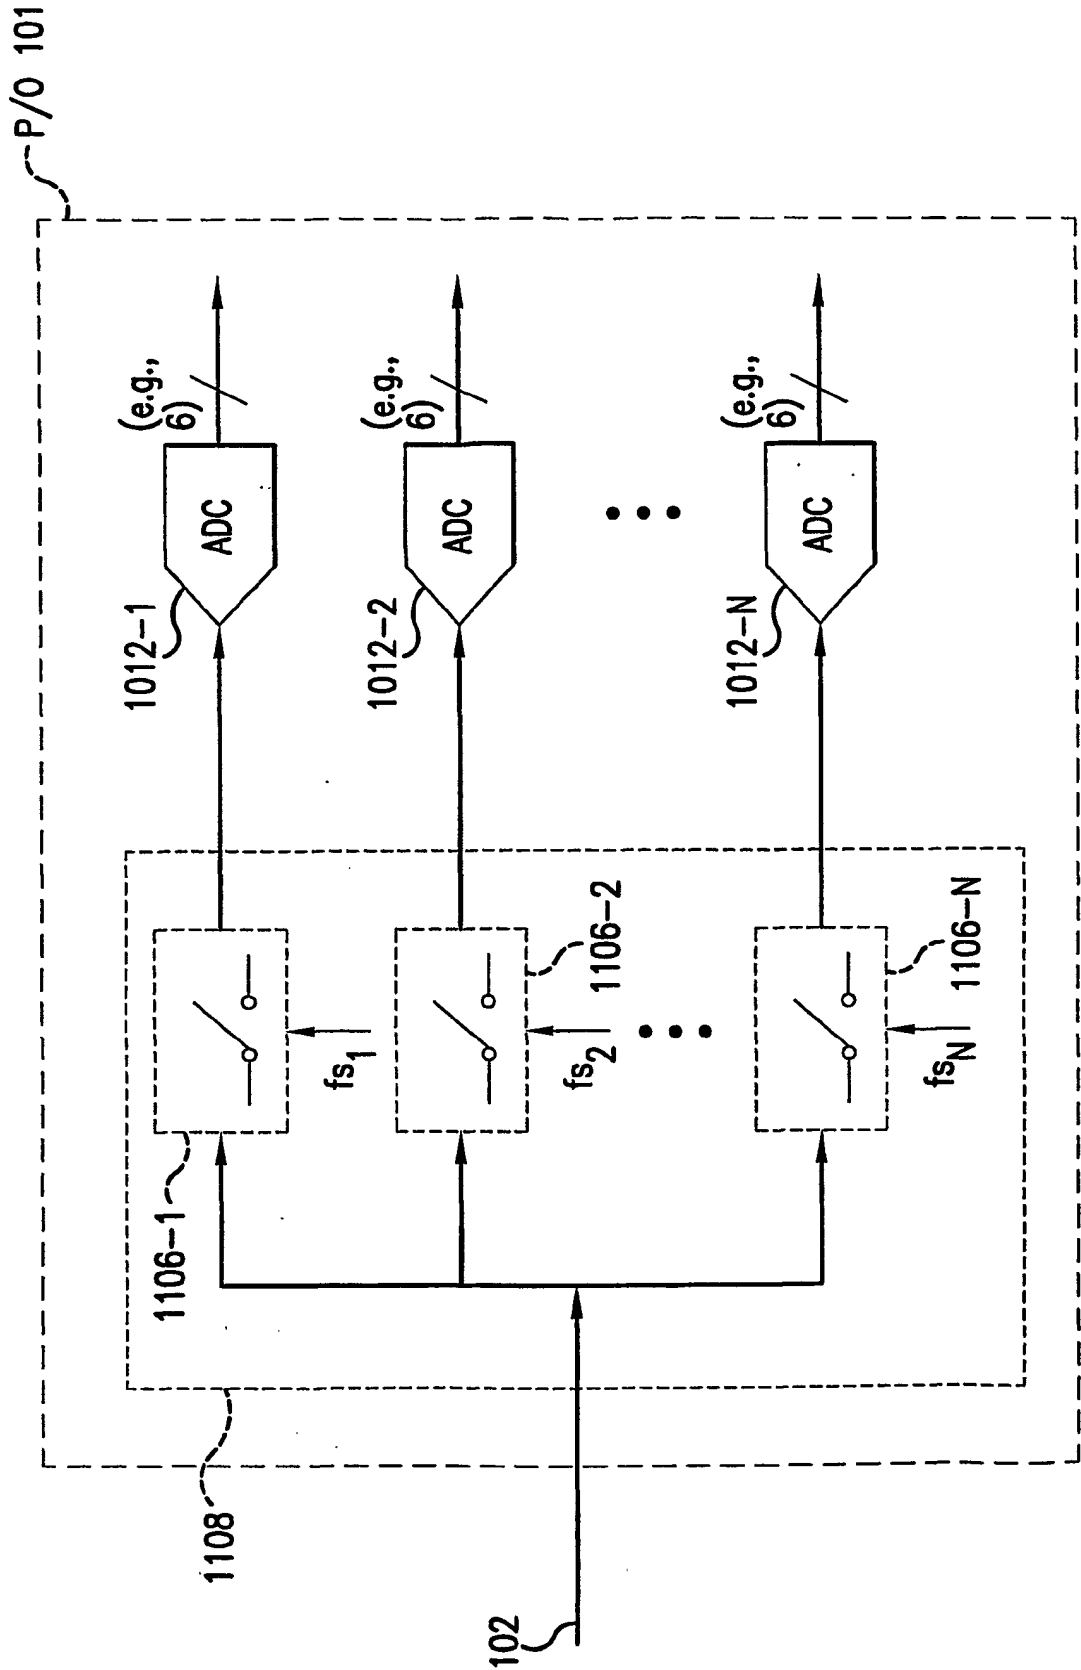 P/O 101
(e.g.,
6)
ADC
1012-1
1106-1
fs1
(e.g.,
6)
ADC
1012-2
1106-2
fs2
(e.g.,
6)
ADC
1012-N
1106-N
fsN
1108
102